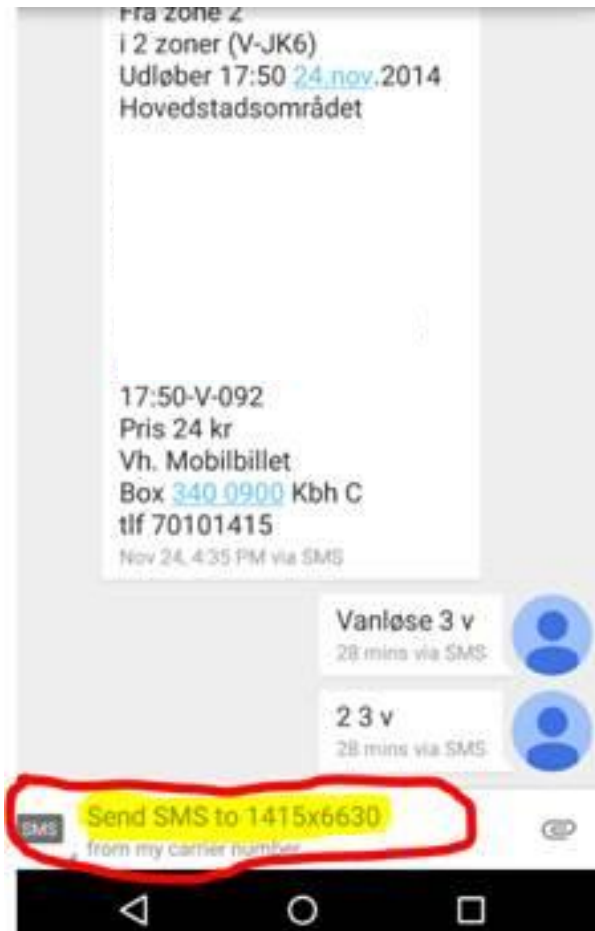 Fra zone 2
i 2 zoner (V-JK6)
Udløber 17:50 24.nov.2014
Hovedstadsområdet
17:50-V-092
Pris 24 kr
Vh. Mobilbillet
Box 340 0900 Kbh C
tlf 70101415
Nov 24, 4:35 PM via SMS
Vanløse 3 v
28 mins via SMS
2 3 v
28 mins via SMS
SMS
Send SMS to 1415x6630
from my carrier number